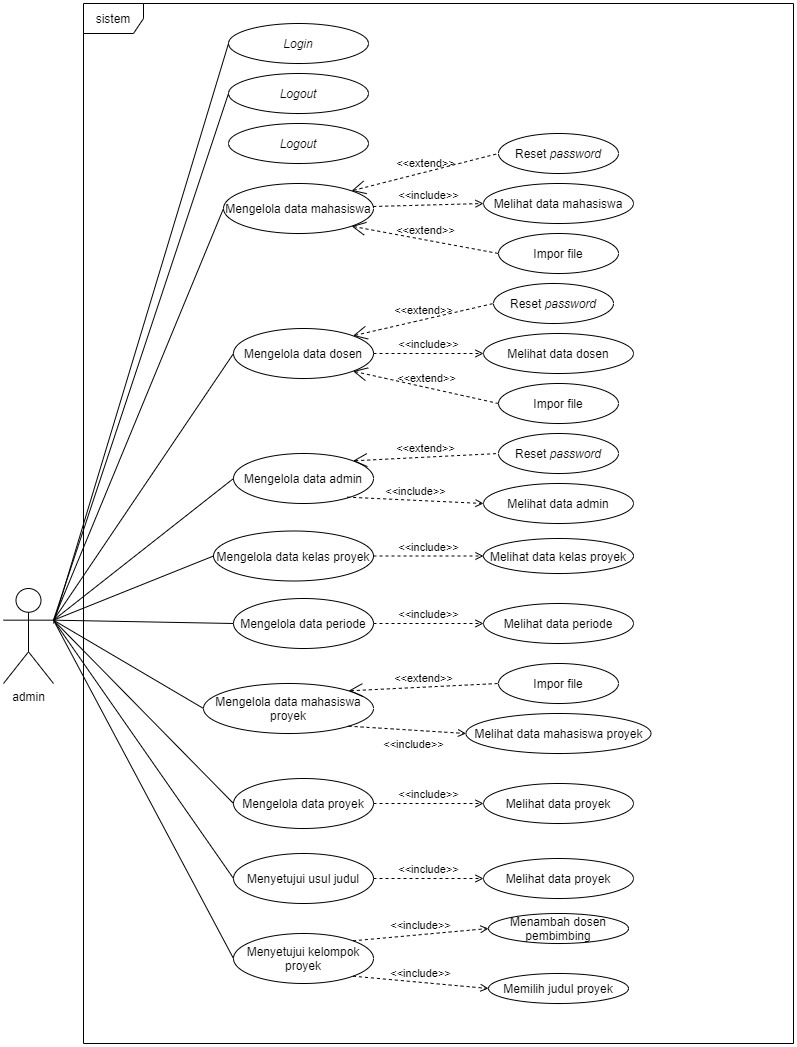 sistem
Login
Logout
Logout
Reset password
<<extend>>
<<include>>
Mengelola data mahasiswa
Melihat data mahasiswa
<<extend>>
Impor file
Reset password
<<extend>>
<<include>>
Mengelola data dosen
Melihat data dosen
<<extend>>
Impor file
<<extend>>
Reset password
Mengelola data admin
<<include>>
Melihat data admin
<<include>>
Mengelola data kelas proyek
Melihat data kelas proyek
<<include>>
Mengelola data periode
Melihat data periode
admin
<<extend>>
Impor file
Mengelola data mahasiswa
proyek
Melihat data mahasiswa proyek
<<include>>
<<include>>
Mengelola data proyek
Melihat data proyek
<<include>>
Menyetujui usul judul
Melihat data proyek
<<include>>
Menambah dosen
pembimbing
Menyetujui kelompok
proyek
<<include>>
Memilih judul proyek